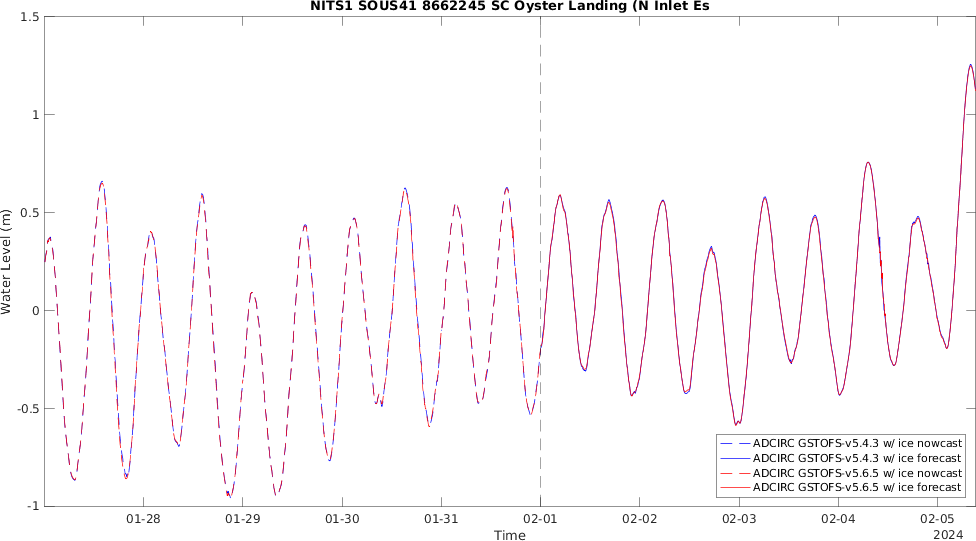 NITS1 SOUS41 8662245 SC Oyster Landing (N Inlet Es
Water Level (m)
1.5
1
0.5
0
-0.5
-1
01-28 01-29 01-30 01-31 02-01 02-02 02-03 02-04 02-05
Time
2024
ADCIRC GSTOFS-v5.4.3 w/ ice nowcast
ADCIRC GSTOFS-v5.4.3 w/ ice forecast
ADCIRC GSTOFS-v5.6.5 w/ ice nowcast
ADCIRC GSTOFS-v5.6.5 w/ ice forecast